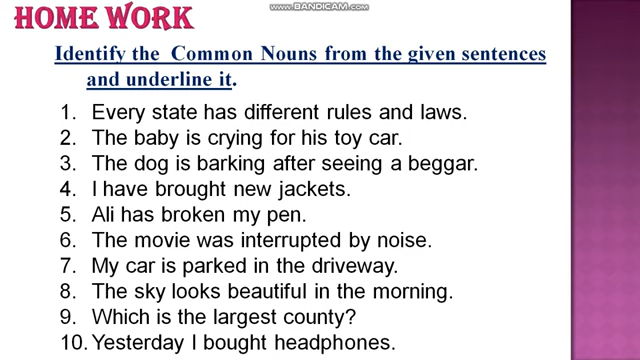 www.BANDICAM.com
HOME WORK
Identify the Common Nouns from the given sentences
and underline it.
1. Every state has different rules and laws.
2. The baby is crying for his toy car.
3. The dog is barking after seeing a beggar.
4. I have brought new jackets.
5. Ali has broken my pen.
6. The movie was interrupted by noise.
7. My car is parked in the driveway.
8. The sky looks beautiful in the morning.
9. Which is the largest county?
10. Yesterday I bought headphones.